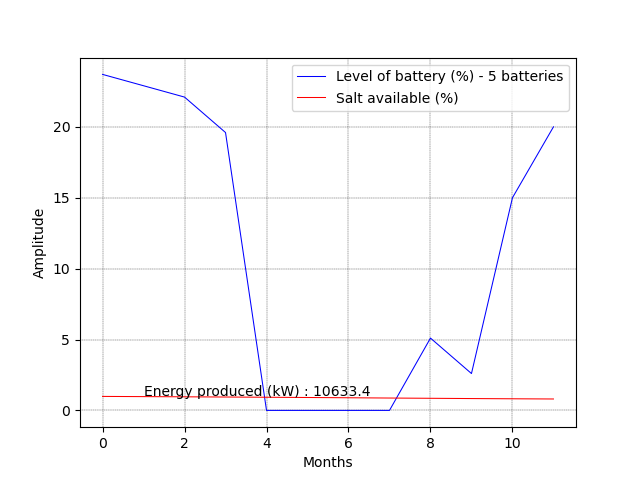 Level of battery (%) - 5 batteries
Salt available (%)
20
15
10
5
0
Amplitude
Energy produced (kW) : 10633.4
0 2 4 6 8 10
Months